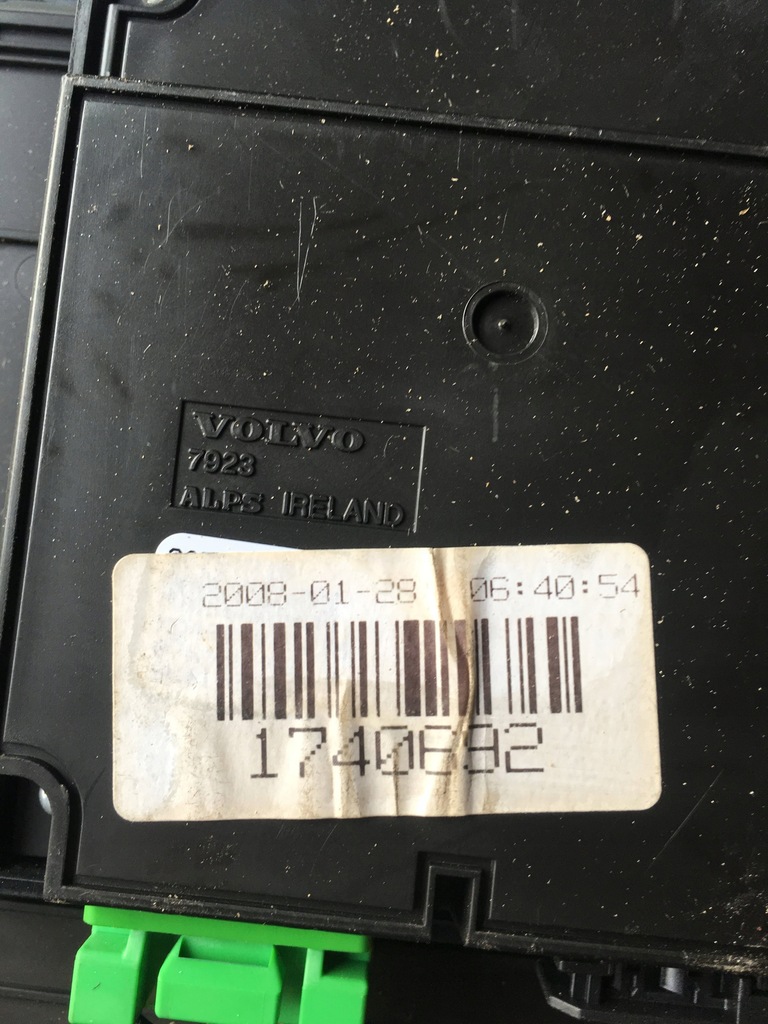 VOLVO
7923
ALPS IRELAND
2008-01-28 06:40:54